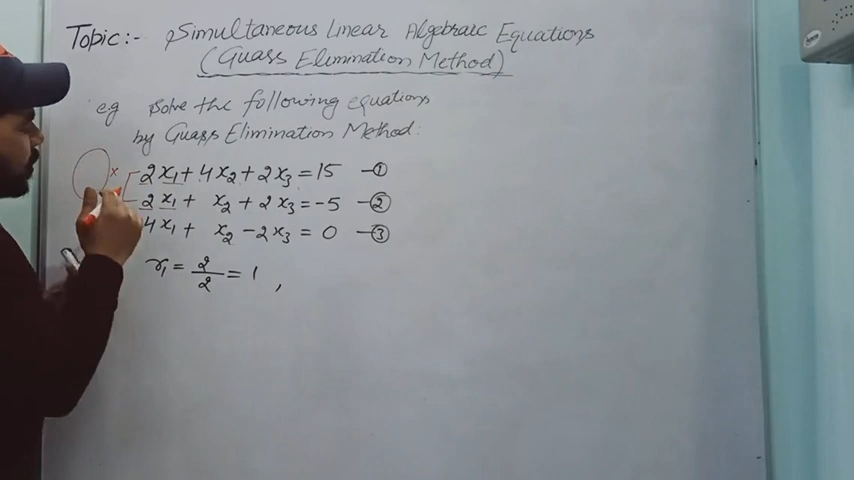 Topic:- Simultaneous Linear Algebraic Equations
(Guass Elimination Method)
eg Solve the following equations
by Guass Elimination Method:
2x₁ + 4x₂ + 2x₃ = 15 —①
2x₁ + x₂ + 2x₃ = -5 —②
4x₁ + x₂ - 2x₃ = 0 —③
r₁ = 2/2 = 1 ,